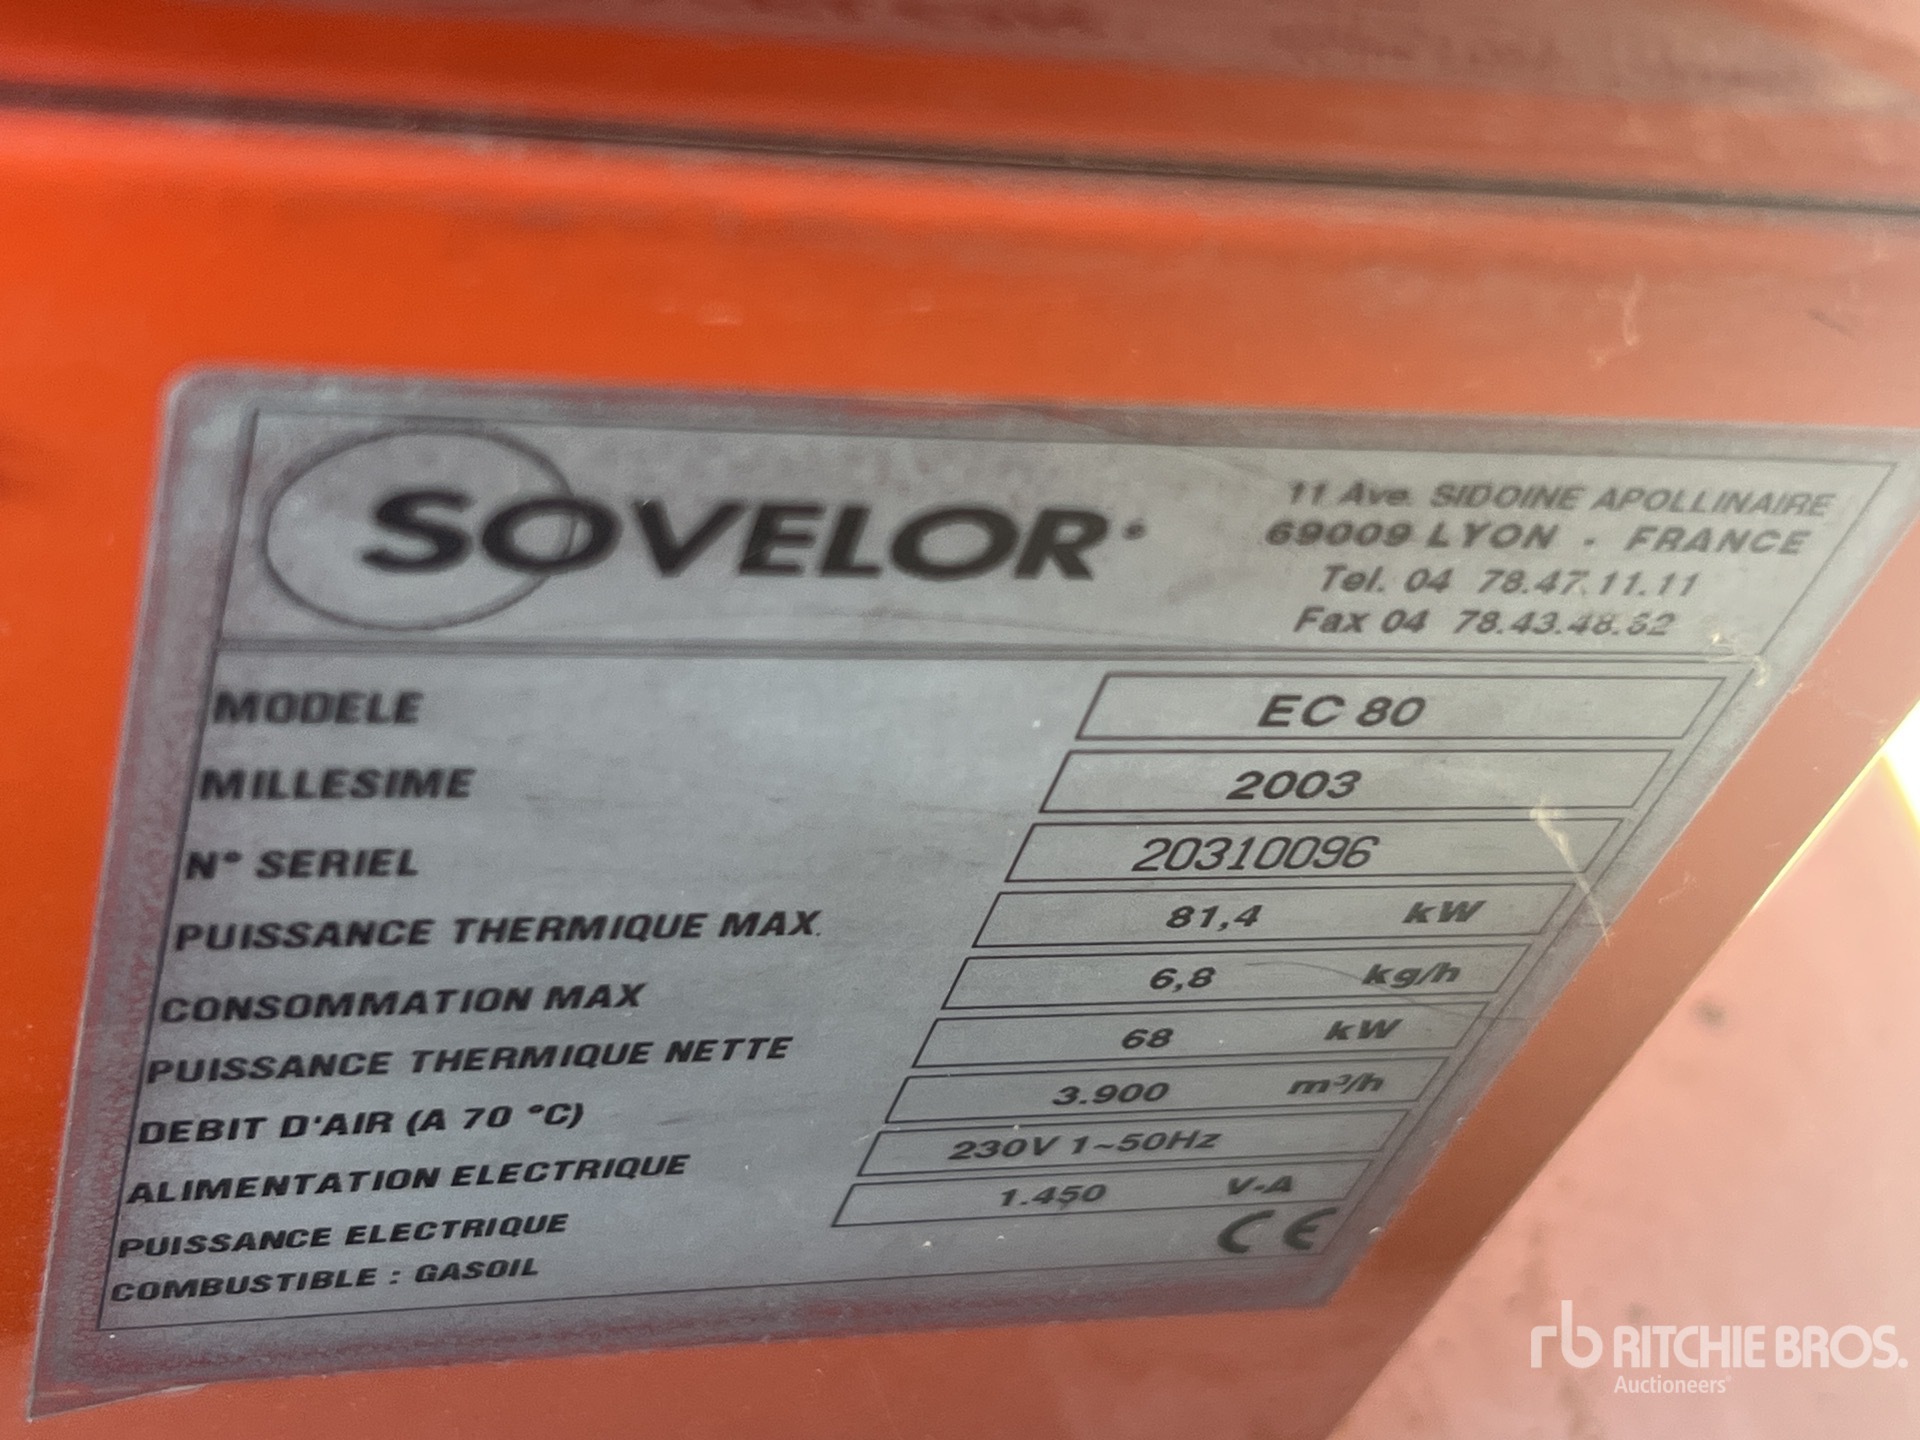 SOVELOR
11 Ave. SIDOINE APOLLINAIRE
69009 LYON - FRANCE
Tel. 04 78.47.11.11
Fax 04 78.43.48.62
MODELE EC 80
MILLESIME 2003
N° SERIEL 20310096
PUISSANCE THERMIQUE MAX. 81,4 kW
CONSOMMATION MAX 6,8 kg/h
PUISSANCE THERMIQUE NETTE 68 kW
DEBIT D'AIR (A 70 °C) 3.900 m³/h
ALIMENTATION ELECTRIQUE 230V 1~50Hz
PUISSANCE ELECTRIQUE 1.450 V-A
COMBUSTIBLE : GASOIL
CE
rb RITCHIE BROS.
Auctioneers